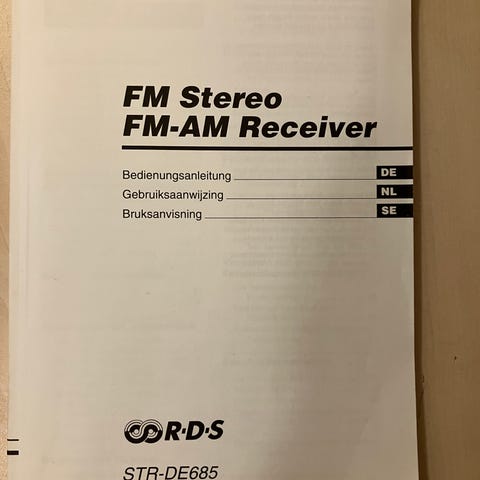 FM Stereo
FM-AM Receiver
Bedienungsanleitung DE
Gebruiksaanwijzing NL
Bruksanvisning SE
R·D·S
STR-DE685